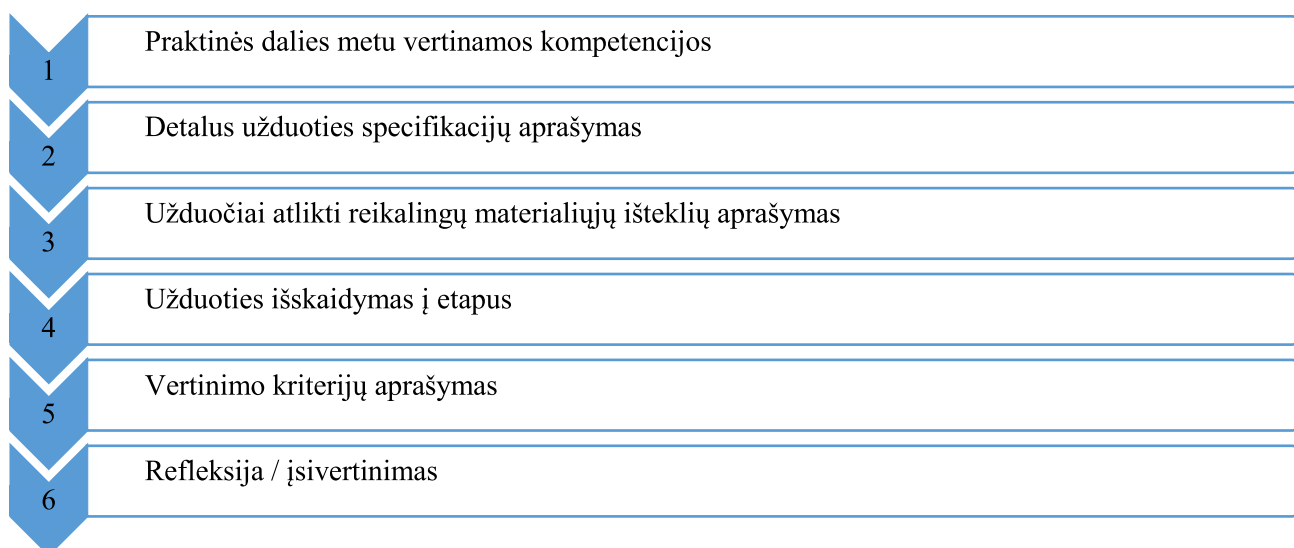 1 Praktinės dalies metu vertinamos kompetencijos
2 Detalus užduoties specifikacijų aprašymas
3 Užduočiai atlikti reikalingų materialiųjų išteklių aprašymas
4 Užduoties išskaidymas į etapus
5 Vertinimo kriterijų aprašymas
6 Refleksija / įsivertinimas